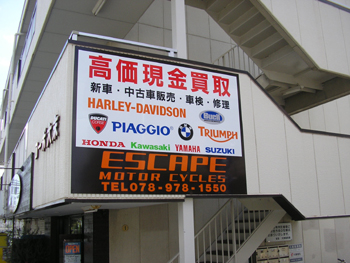 高価現金買取
新車・中古車販売・車検・修理
HARLEY-DAVIDSON
DUCATI PIAGGIO BMW Buell TRIUMPH
HONDA Kawasaki YAMAHA SUZUKI
ESCAPE
MOTOR CYCLES
TEL078-978-1550